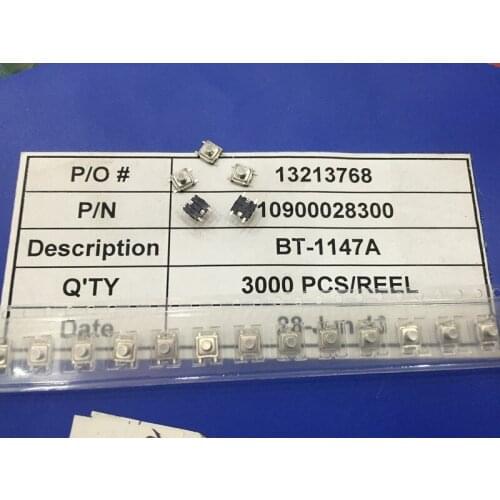 P/O # 13213768
P/N 10900028300
Description BT-1147A
Q'TY 3000 PCS/REEL
Date